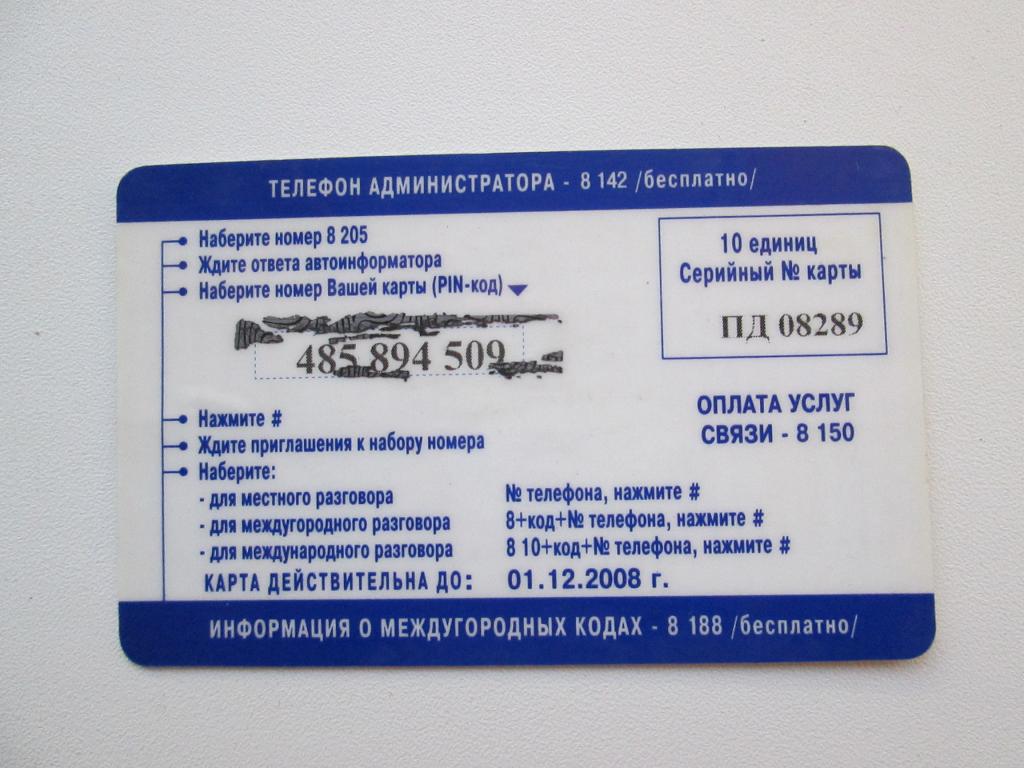 ТЕЛЕФОН АДМИНИСТРАТОРА - 8 142 /бесплатно/
Наберите номер 8 205
Ждите ответа автоинформатора
Наберите номер Вашей карты (PIN-код)
485 894 509
10 единиц
Серийный № карты
ПД 08289
Нажмите #
Ждите приглашения к набору номера
Наберите:
ОПЛАТА УСЛУГ
СВЯЗИ - 8 150
- для местного разговора № телефона, нажмите #
- для междугородного разговора 8+код+№ телефона, нажмите #
- для международного разговора 8 10+код+№ телефона, нажмите #
КАРТА ДЕЙСТВИТЕЛЬНА ДО: 01.12.2008 г.
ИНФОРМАЦИЯ О МЕЖДУГОРОДНЫХ КОДАХ - 8 188 /бесплатно/